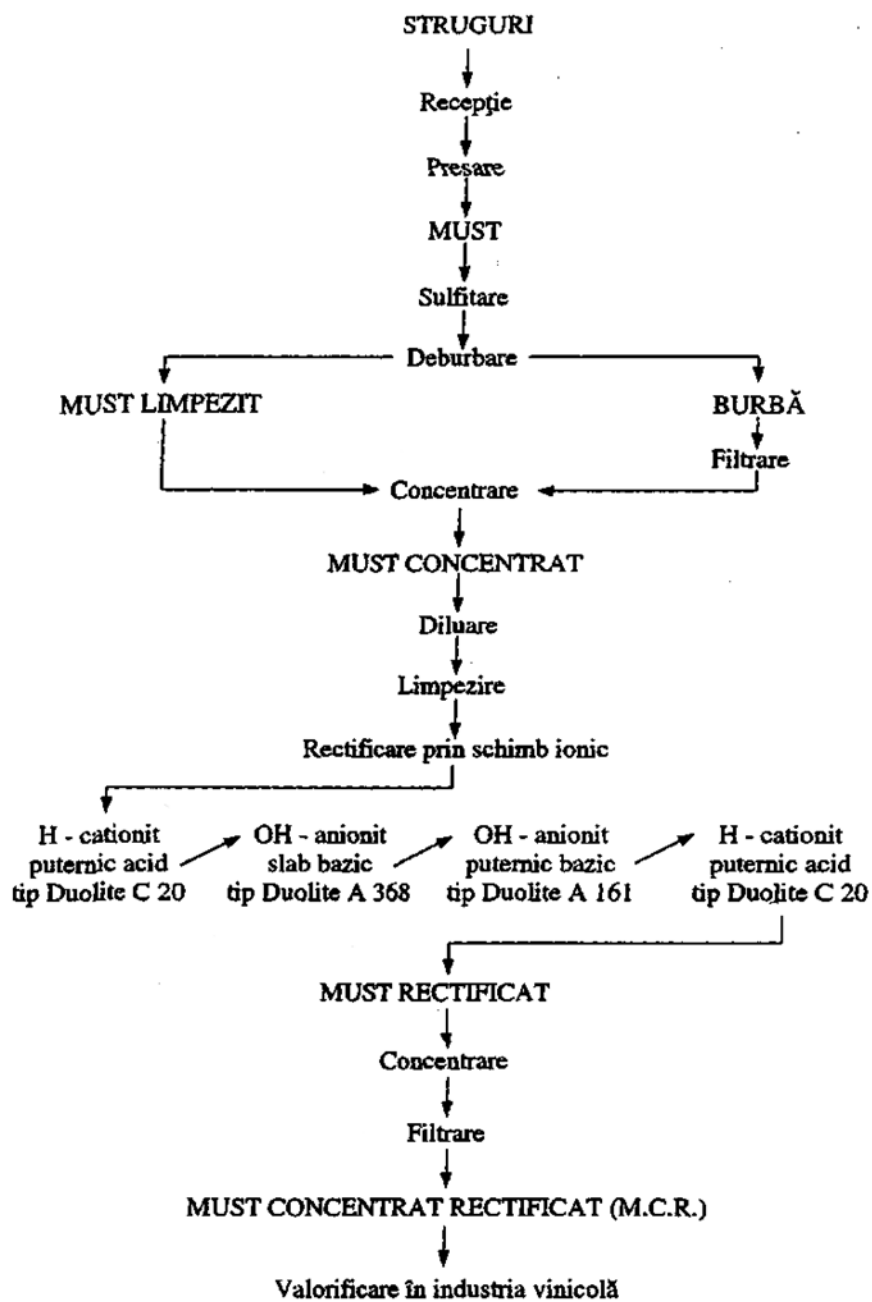 STRUGURI
Recepţie
Presare
MUST
Sulfitare
Deburbare
MUST LIMPEZIT
BURBĂ
Filtrare
Concentrare
MUST CONCENTRAT
Diluare
Limpezire
Rectificare prin schimb ionic
H - cationit
puternic acid
tip Duolite C 20
OH - anionit
slab bazic
tip Duolite A 368
OH - anionit
puternic bazic
tip Duolite A 161
H - cationit
puternic acid
tip Duolite C 20
MUST RECTIFICAT
Concentrare
Filtrare
MUST CONCENTRAT RECTIFICAT (M.C.R.)
Valorificare în industria vinicolă